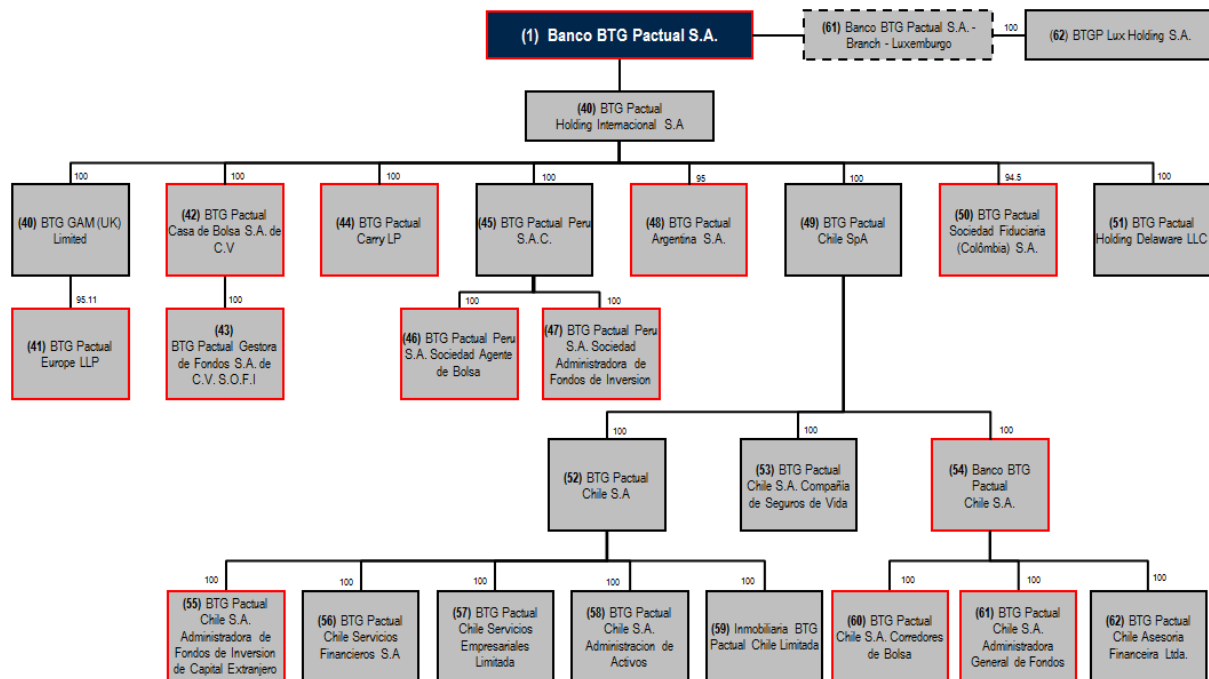 (1) Banco BTG Pactual S.A.
(61) Banco BTG Pactual S.A. -
Branch - Luxemburgo
100
(62) BTGP Lux Holding S.A.
(40) BTG Pactual
Holding Internacional S.A
100
100
100
100
95
100
94.5
100
(40) BTG GAM (UK)
Limited
(42) BTG Pactual
Casa de Bolsa S.A. de
C.V
(44) BTG Pactual
Carry LP
(45) BTG Pactual Peru
S.A.C.
(48) BTG Pactual
Argentina S.A.
(49) BTG Pactual
Chile SpA
(50) BTG Pactual
Sociedad Fiduciaria
(Colômbia) S.A.
(51) BTG Pactual
Holding Delaware LLC
95.11
100
100
100
(41) BTG Pactual
Europe LLP
(43)
BTG Pactual Gestora
de Fondos S.A. de
C.V. S.O.F.I
(46) BTG Pactual Peru
S.A. Sociedad Agente
de Bolsa
(47) BTG Pactual Peru
S.A. Sociedad
Administradora de
Fondos de Inversion
100
100
100
(52) BTG Pactual
Chile S.A
(53) BTG Pactual
Chile S.A. Compañia
de Seguros de Vida
(54) Banco BTG
Pactual
Chile S.A.
100
100
100
100
100
100
100
100
(55) BTG Pactual
Chile S.A.
Administradora de
Fondos de Inversion
de Capital Extranjero
(56) BTG Pactual
Chile Servicios
Financieros S.A
(57) BTG Pactual
Chile Servicios
Empresariales
Limitada
(58) BTG Pactual
Chile S.A.
Administracion de
Activos
(59) Inmobiliaria BTG
Pactual Chile Limitada
(60) BTG Pactual
Chile S.A. Corredores
de Bolsa
(61) BTG Pactual
Chile S.A.
Administradora
General de Fondos
(62) BTG Pactual
Chile Asesoria
Financeira Ltda.